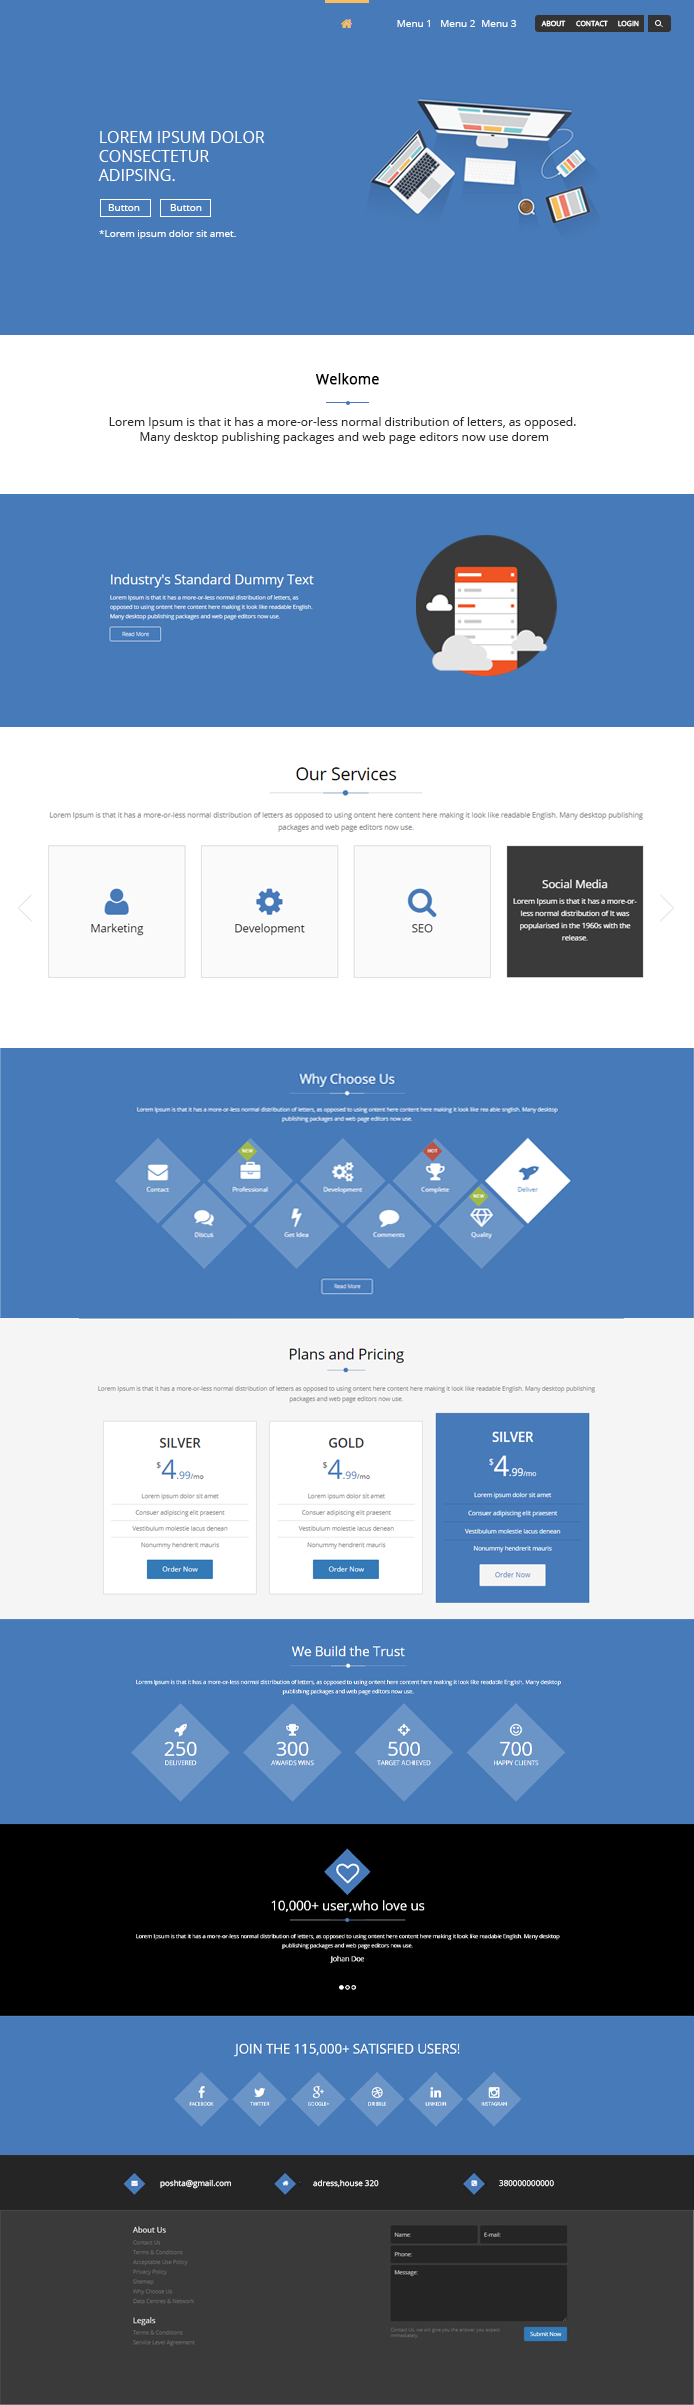 Menu 1 Menu 2 Menu 3 ABOUT CONTACT LOGIN
LOREM IPSUM DOLOR
CONSECTETUR
ADIPSING.
Button Button
*Lorem ipsum dolor sit amet.
Welkome
Lorem Ipsum is that it has a more-or-less normal distribution of letters, as opposed.
Many desktop publishing packages and web page editors now use dorem
Industry's Standard Dummy Text
Lorem Ipsum is that it has a more-or-less normal distribution of letters, as
opposed to using ontent here content here making it look like readable English.
Many desktop publishing packages and web page editors now use.
Read More
Our Services
Lorem Ipsum is that it has a more-or-less normal distribution of letters as opposed to using ontent here content here making it look like readable English. Many desktop publishing
packages and web page editors now use.
Marketing
Development
SEO
Social Media
Lorem Ipsum is that it has a more-or-
less normal distribution of It was
popularised in the 1960s with the
release.
Why Choose Us
Lorem Ipsum is that it has a more-or-less normal distribution of letters, as opposed to using ontent here content here making it look like rea able snglish. Many desktop
publishing packages and web page editors now use.
NEW HOT
Contact Professional Development Complete Deliver
NEW
Discus Get Idea Comments Quality
Read More
Plans and Pricing
Lorem Ipsum is that it has a more-or-less normal distribution of letters as opposed to using ontent here content here making it look like readable English. Many desktop publishing
packages and web page editors now use.
SILVER
$4.99/mo
Lorem ipsum dolor sit amet
Consuer adipiscing elit praesent
Vestibulum molestie lacus denean
Nonummy hendrerit mauris
Order Now
GOLD
$4.99/mo
Lorem ipsum dolor sit amet
Consuer adipiscing elit praesent
Vestibulum molestie lacus denean
Nonummy hendrerit mauris
Order Now
SILVER
$4.99/mo
Lorem ipsum dolor sit amet
Consuer adipiscing elit praesent
Vestibulum molestie lacus denean
Nonummy hendrerit mauris
Order Now
We Build the Trust
Lorem Ipsum is that it has a more-or-less normal distribution of letters, as opposed to using ontent here content here making it look like readable English. Many desktop
publishing packages and web page editors now use.
250
DELIVERED
300
AWARDS WINS
500
TARGET ACHIEVED
700
HAPPY CLIENTS
10,000+ user,who love us
Lorem Ipsum is that it has a more-or-less normal distribution of letters, as opposed to using ontent here content here making it look like readable English. Many desktop
publishing packages and web page editors now use.
Johan Doe
JOIN THE 115,000+ SATISFIED USERS!
FACEBOOK TWITTER GOOGLE+ DRIBBLE LINKEDIN INSTAGRAM
poshta@gmail.com adress,house 320 380000000000
About Us
Contact Us
Terms & Conditions
Acceptable Use Policy
Privacy Policy
Sitemap
Why Choose Us
Data Centres & Network
Legals
Terms & Conditions
Service Level Agreement
Name: E-mail:
Phone:
Message:
Contact Us, we will give you the answer you expect
immediately.
Submit Now